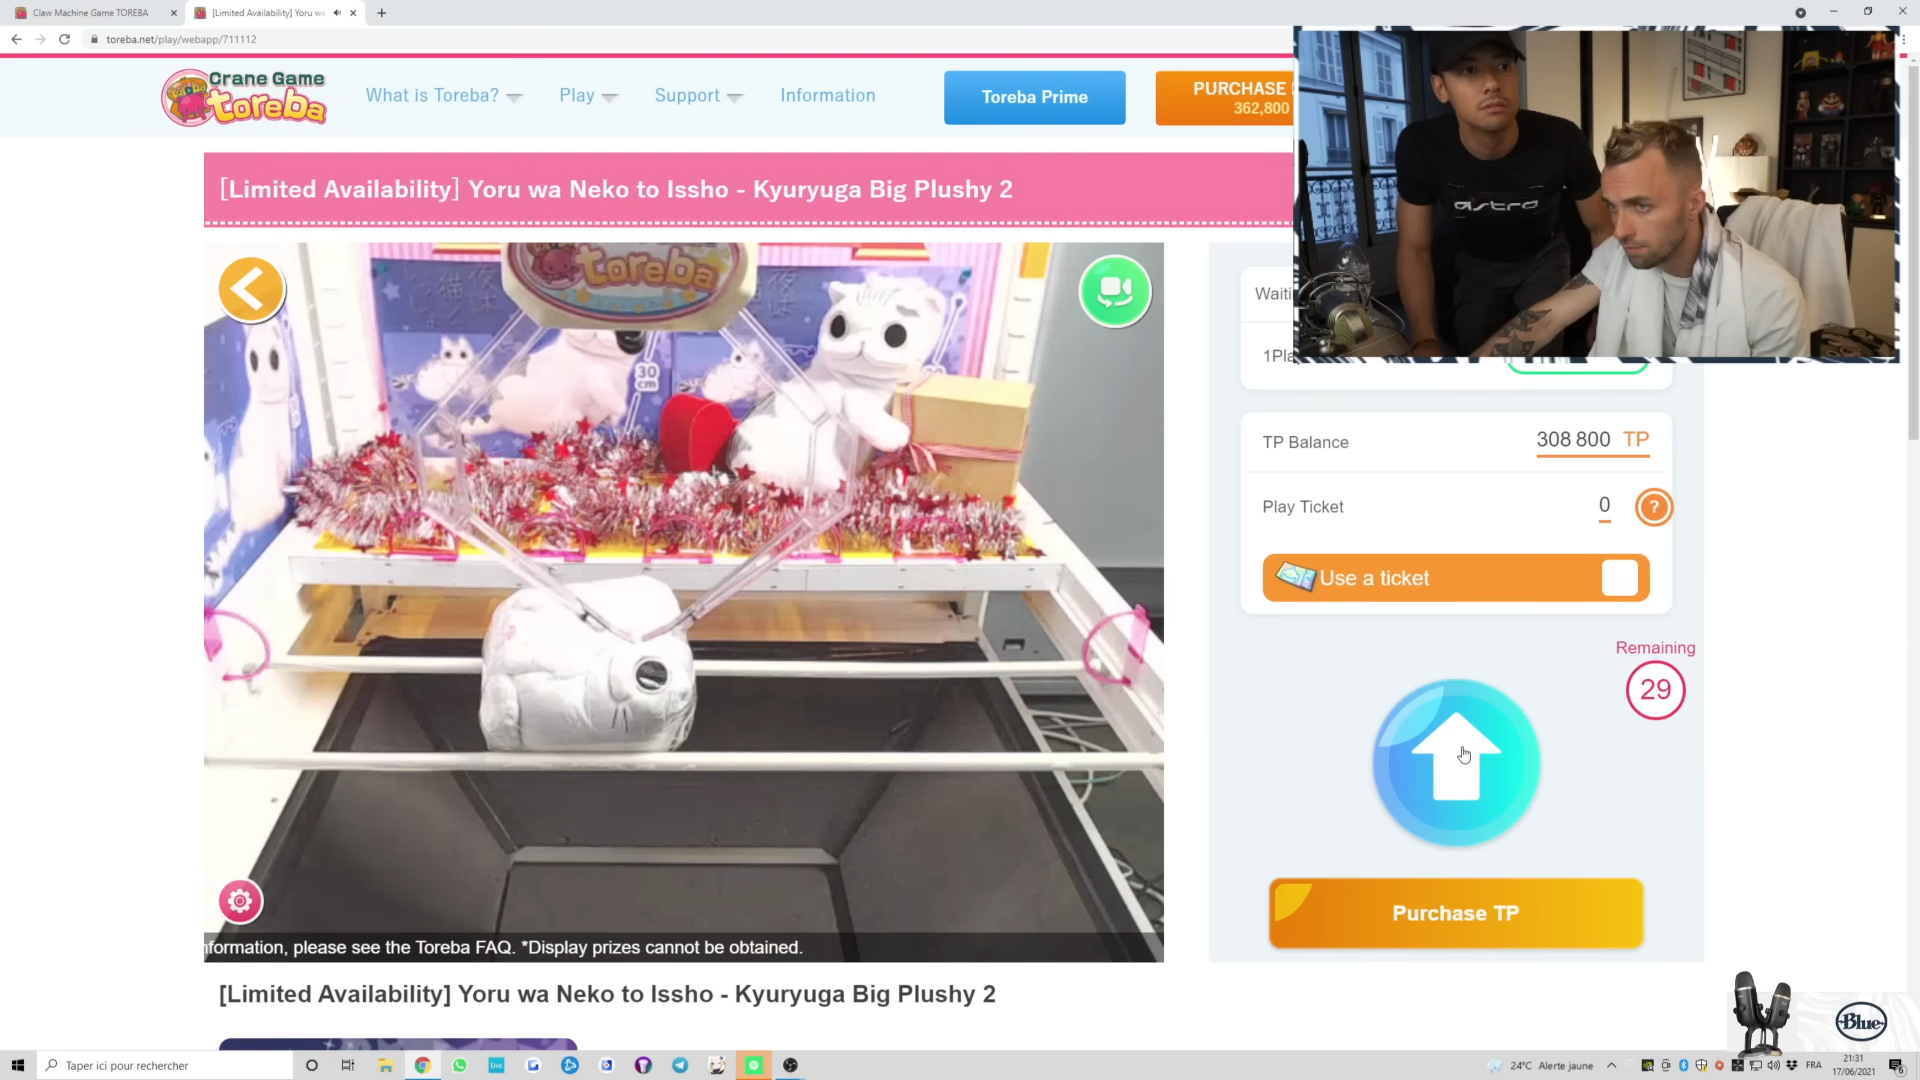 Claw Machine Game TOREBA
[Limited Availability] Yoru wa
toreba.net/play/webapp/711112
Crane Game
toreba
What is Toreba?
Play
Support
Information
Toreba Prime
PURCHASE
362,800
[Limited Availability] Yoru wa Neko to Issho - Kyuryuga Big Plushy 2
toreba
30
cm
astro
Waiti
1Pla
TP Balance
308 800 TP
Play Ticket
0
?
Use a ticket
Remaining
29
Purchase TP
nformation, please see the Toreba FAQ. *Display prizes cannot be obtained.
[Limited Availability] Yoru wa Neko to Issho - Kyuryuga Big Plushy 2
Blue
Taper ici pour rechercher
Live
24°C Alerte jaune
FRA
21:31
17/06/2021